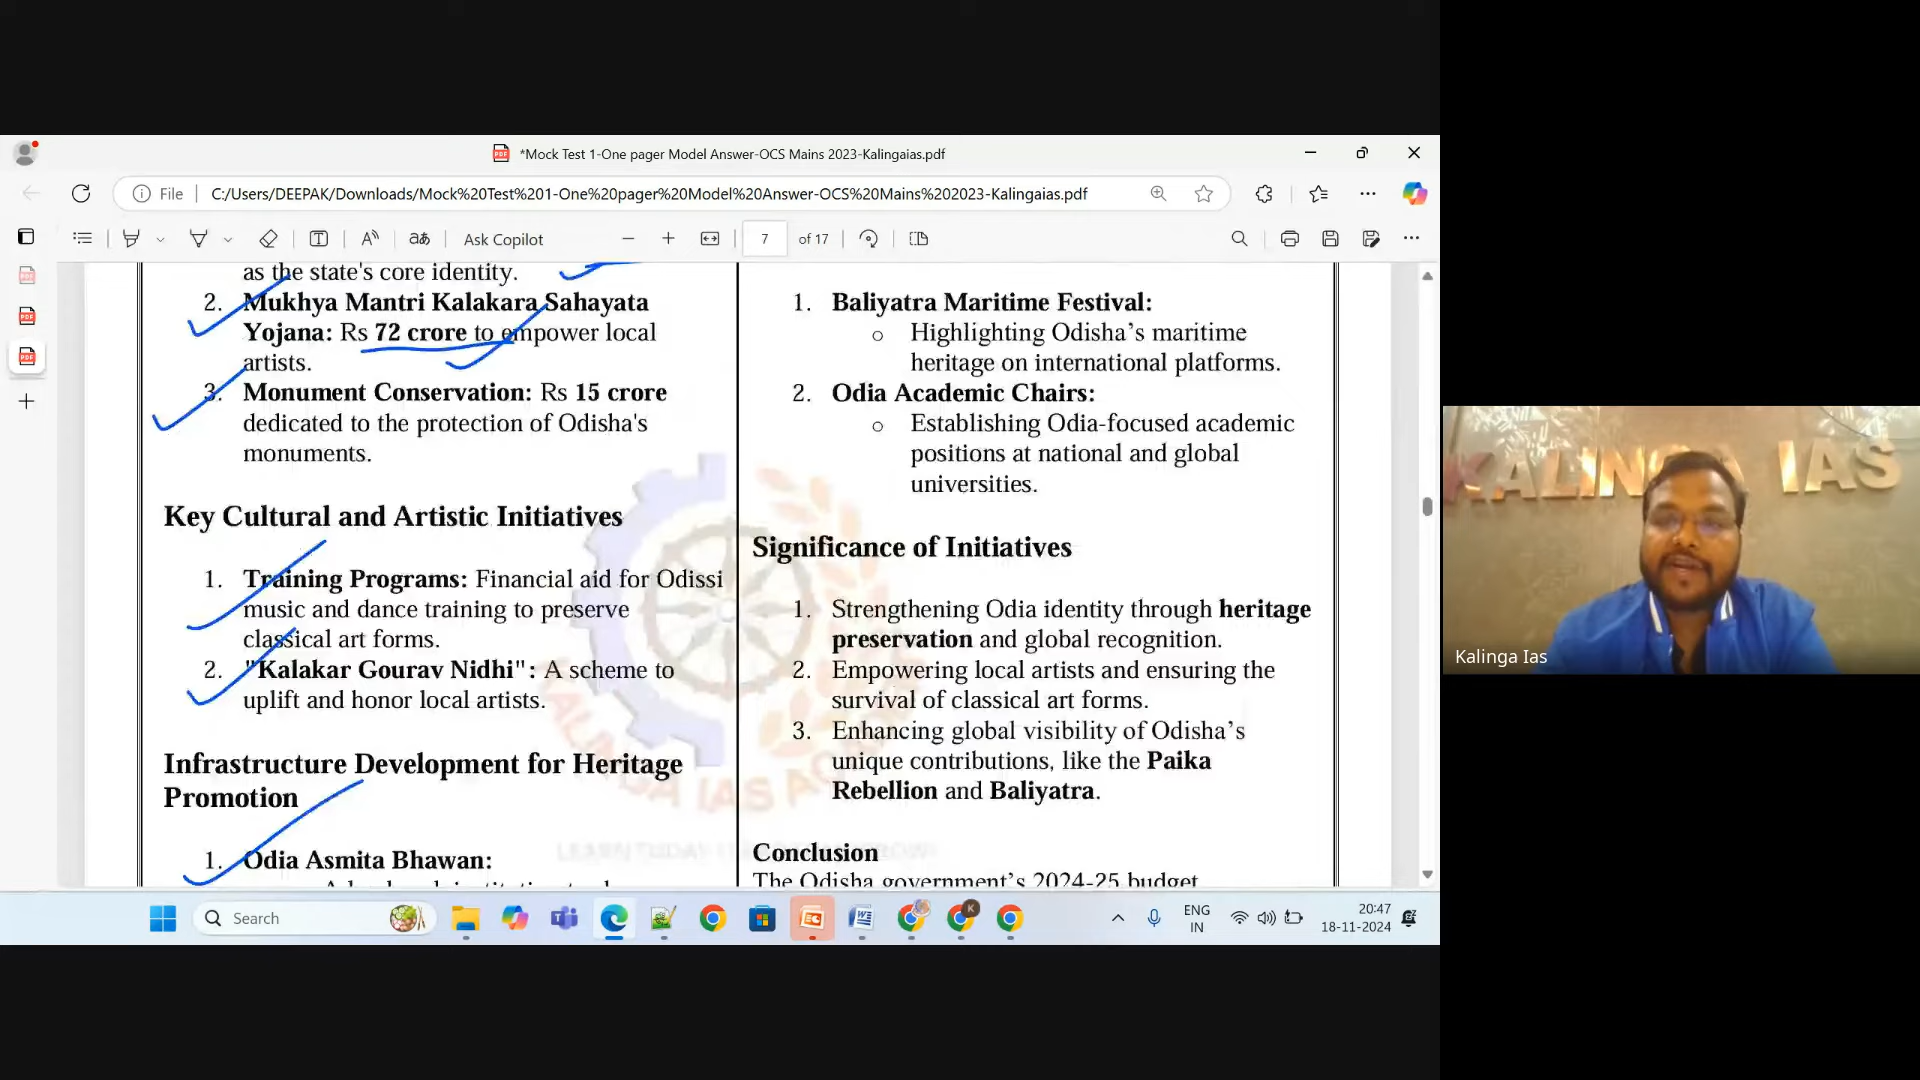 *Mock Test 1-One pager Model Answer-OCS Mains 2023-Kalingaias.pdf
File
C:/Users/DEEPAK/Downloads/Mock%20Test%201-One%20pager%20Model%20Answer-OCS%20Mains%202023-Kalingaias.pdf
Ask Copilot
7 of 17
as the state's core identity.
2. Mukhya Mantri Kalakara Sahayata
Yojana: Rs 72 crore to empower local
artists.
3. Monument Conservation: Rs 15 crore
dedicated to the protection of Odisha's
monuments.
Key Cultural and Artistic Initiatives
1. Training Programs: Financial aid for Odissi
music and dance training to preserve
classical art forms.
2. "Kalakar Gourav Nidhi": A scheme to
uplift and honor local artists.
Infrastructure Development for Heritage
Promotion
1. Odia Asmita Bhawan:
1. Baliyatra Maritime Festival:
o Highlighting Odisha’s maritime
heritage on international platforms.
2. Odia Academic Chairs:
o Establishing Odia-focused academic
positions at national and global
universities.
Significance of Initiatives
1. Strengthening Odia identity through heritage
preservation and global recognition.
2. Empowering local artists and ensuring the
survival of classical art forms.
3. Enhancing global visibility of Odisha’s
unique contributions, like the Paika
Rebellion and Baliyatra.
Conclusion
The Odisha government’s 2024-25 budget
KALINGA IAS
Kalinga Ias
Search
ENG
IN
20:47
18-11-2024